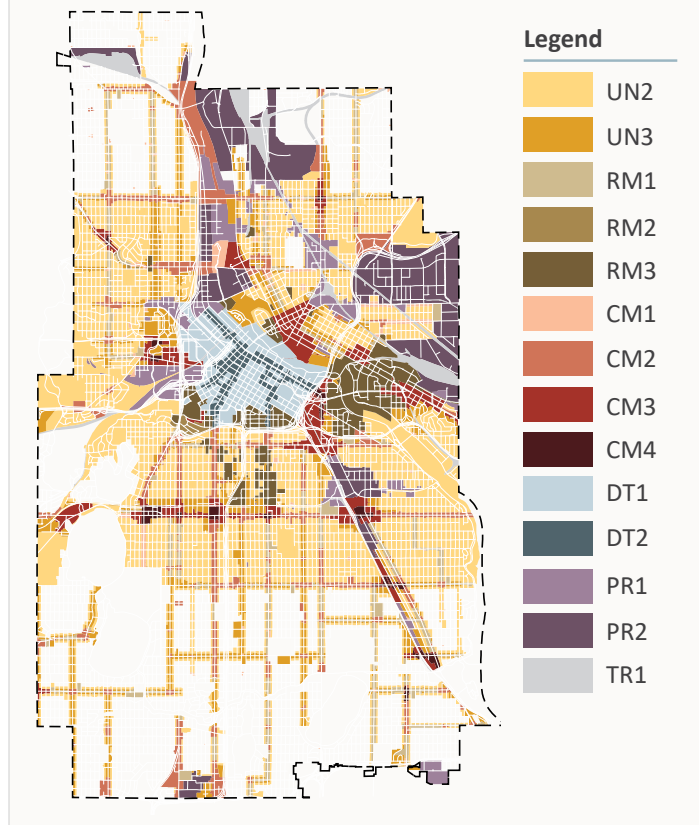 Legend
UN2
UN3
RM1
RM2
RM3
CM1
CM2
CM3
CM4
DT1
DT2
PR1
PR2
TR1